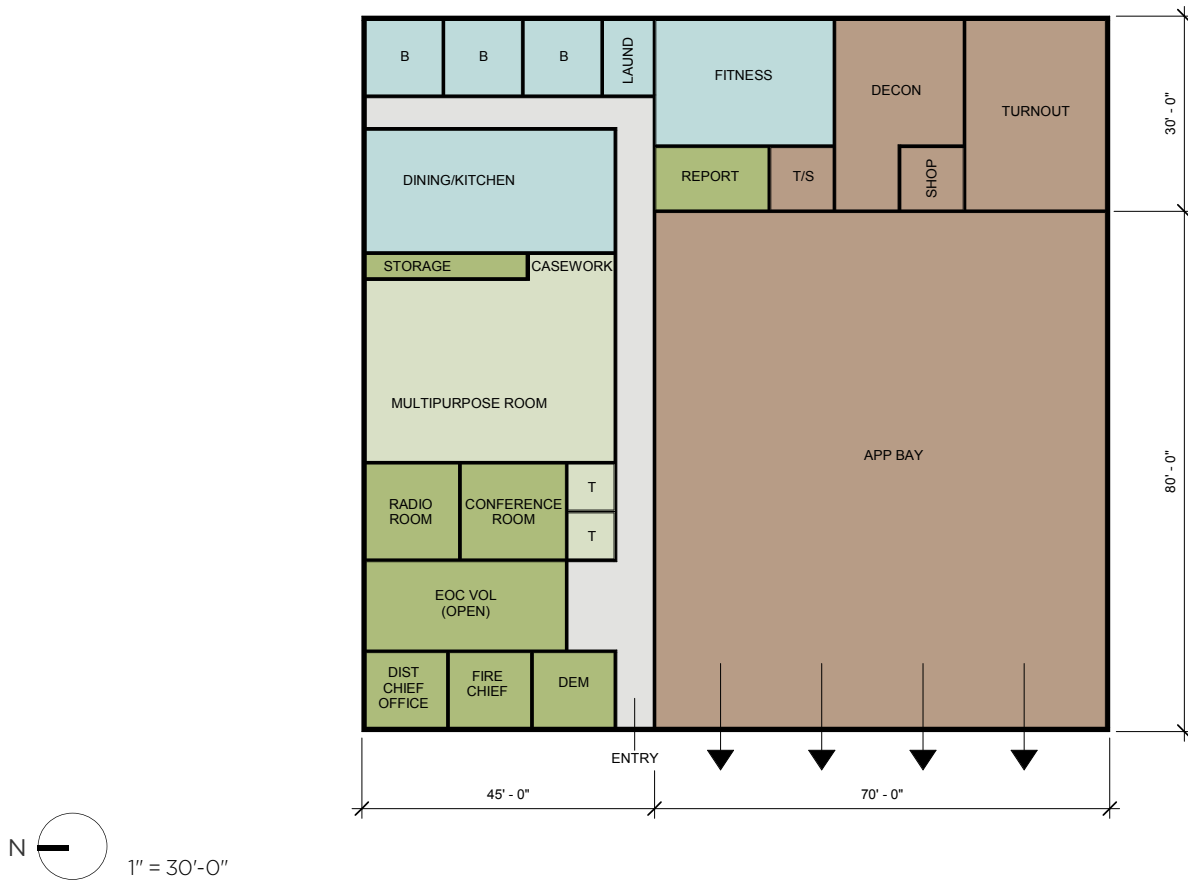 B
B
B
LAUND
FITNESS
DECON
TURNOUT
30' - 0"
DINING/KITCHEN
REPORT
T/S
SHOP
STORAGE
CASEWORK
MULTIPURPOSE ROOM
APP BAY
80' - 0"
RADIO
ROOM
CONFERENCE
ROOM
T
T
EOC VOL
(OPEN)
DIST
CHIEF
OFFICE
FIRE
CHIEF
DEM
ENTRY
45' - 0"
70' - 0"
N
1" = 30'-0"